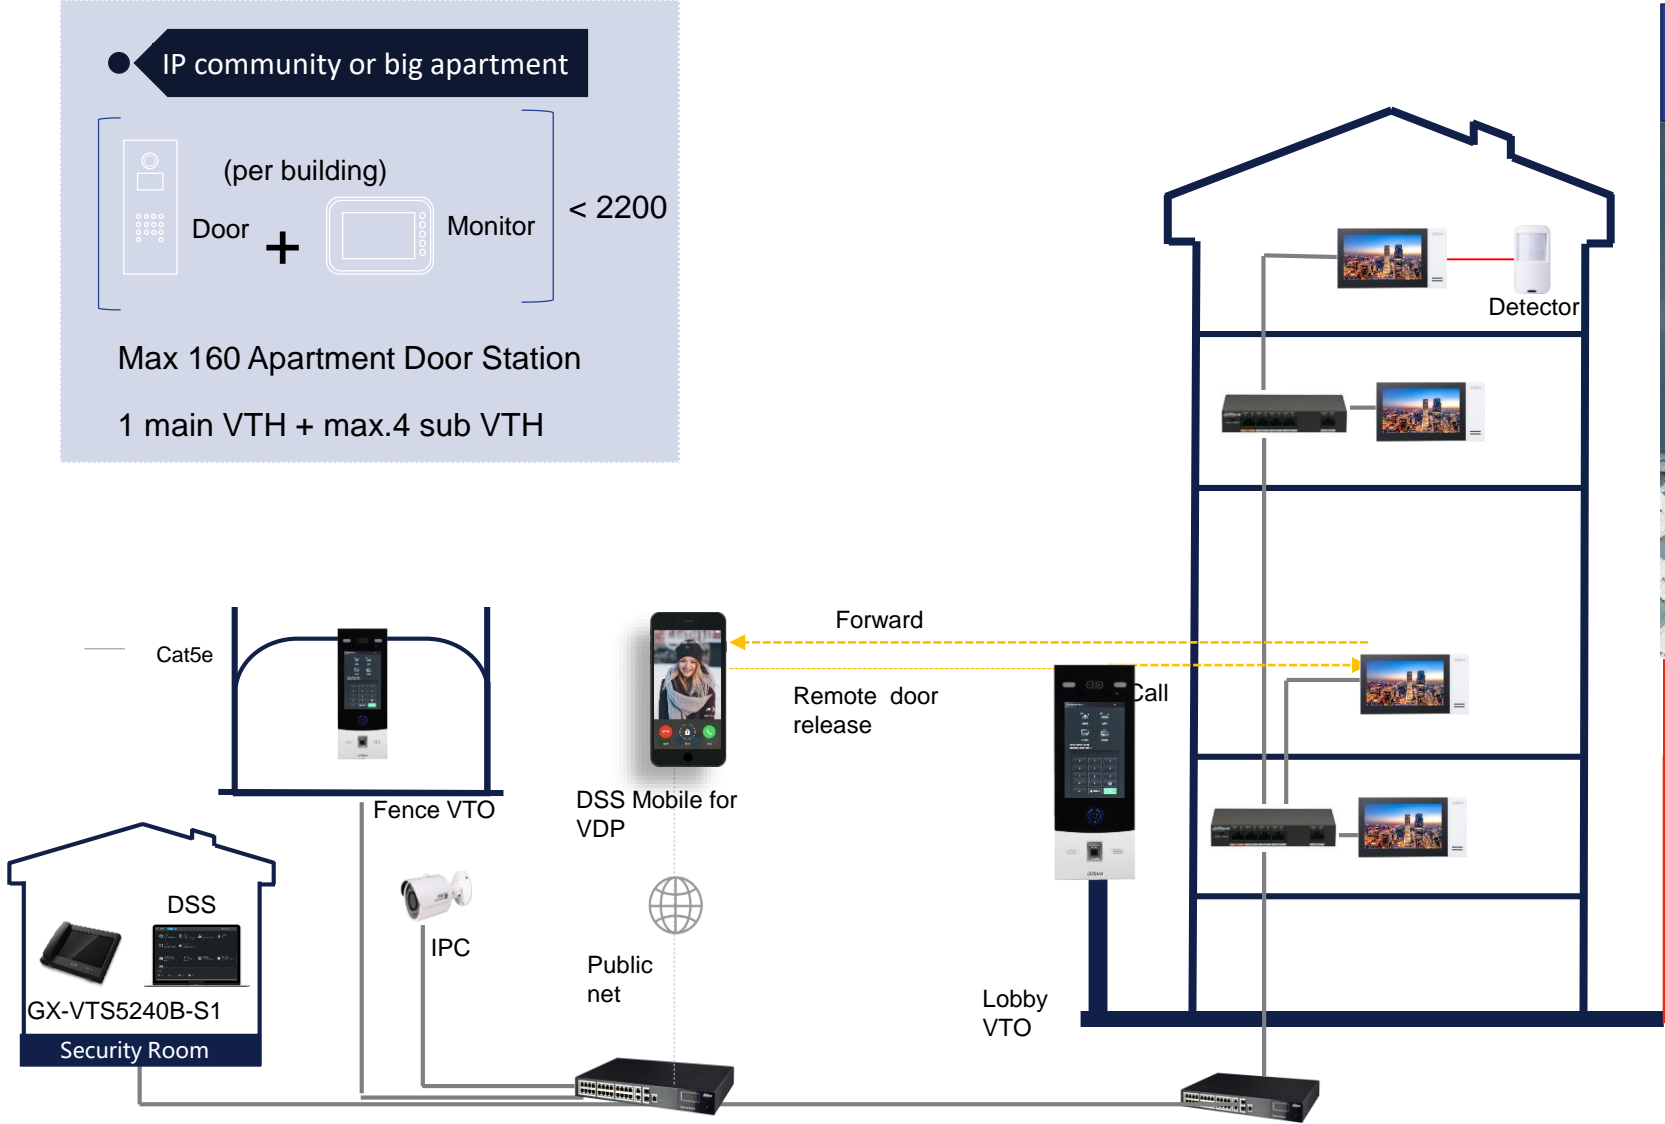 IP community or big apartment
(per building)
Door
+
Monitor
< 2200
Max 160 Apartment Door Station
1 main VTH + max.4 sub VTH
Detector
Forward
Cat5e
Remote door
release
Call
Fence VTO
DSS Mobile for
VDP
DSS
IPC
Public
net
Lobby
VTO
GX-VTS5240B-S1
Security Room